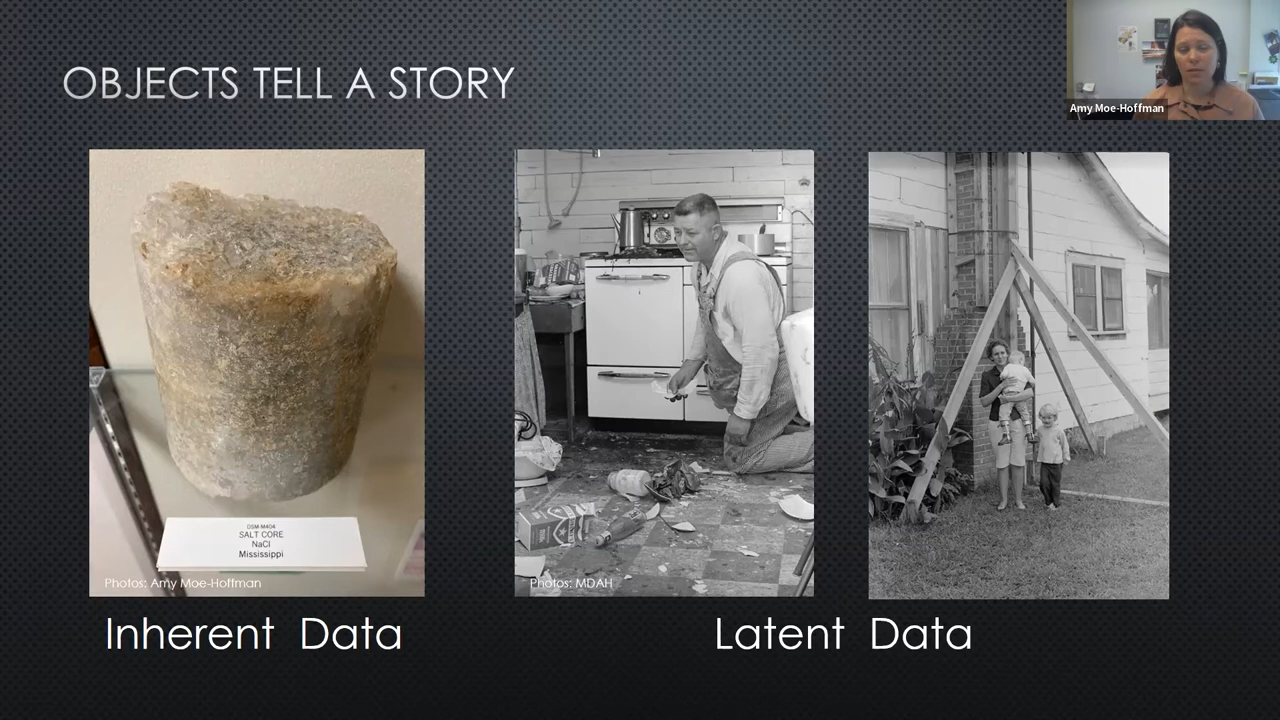 OBJECTS TELL A STORY
Amy Moe-Hoffman
DSM-M404
SALT CORE
NaCl
Mississippi
Photos: Amy Moe-Hoffman
Photos: MDAH
Inherent Data
Latent Data